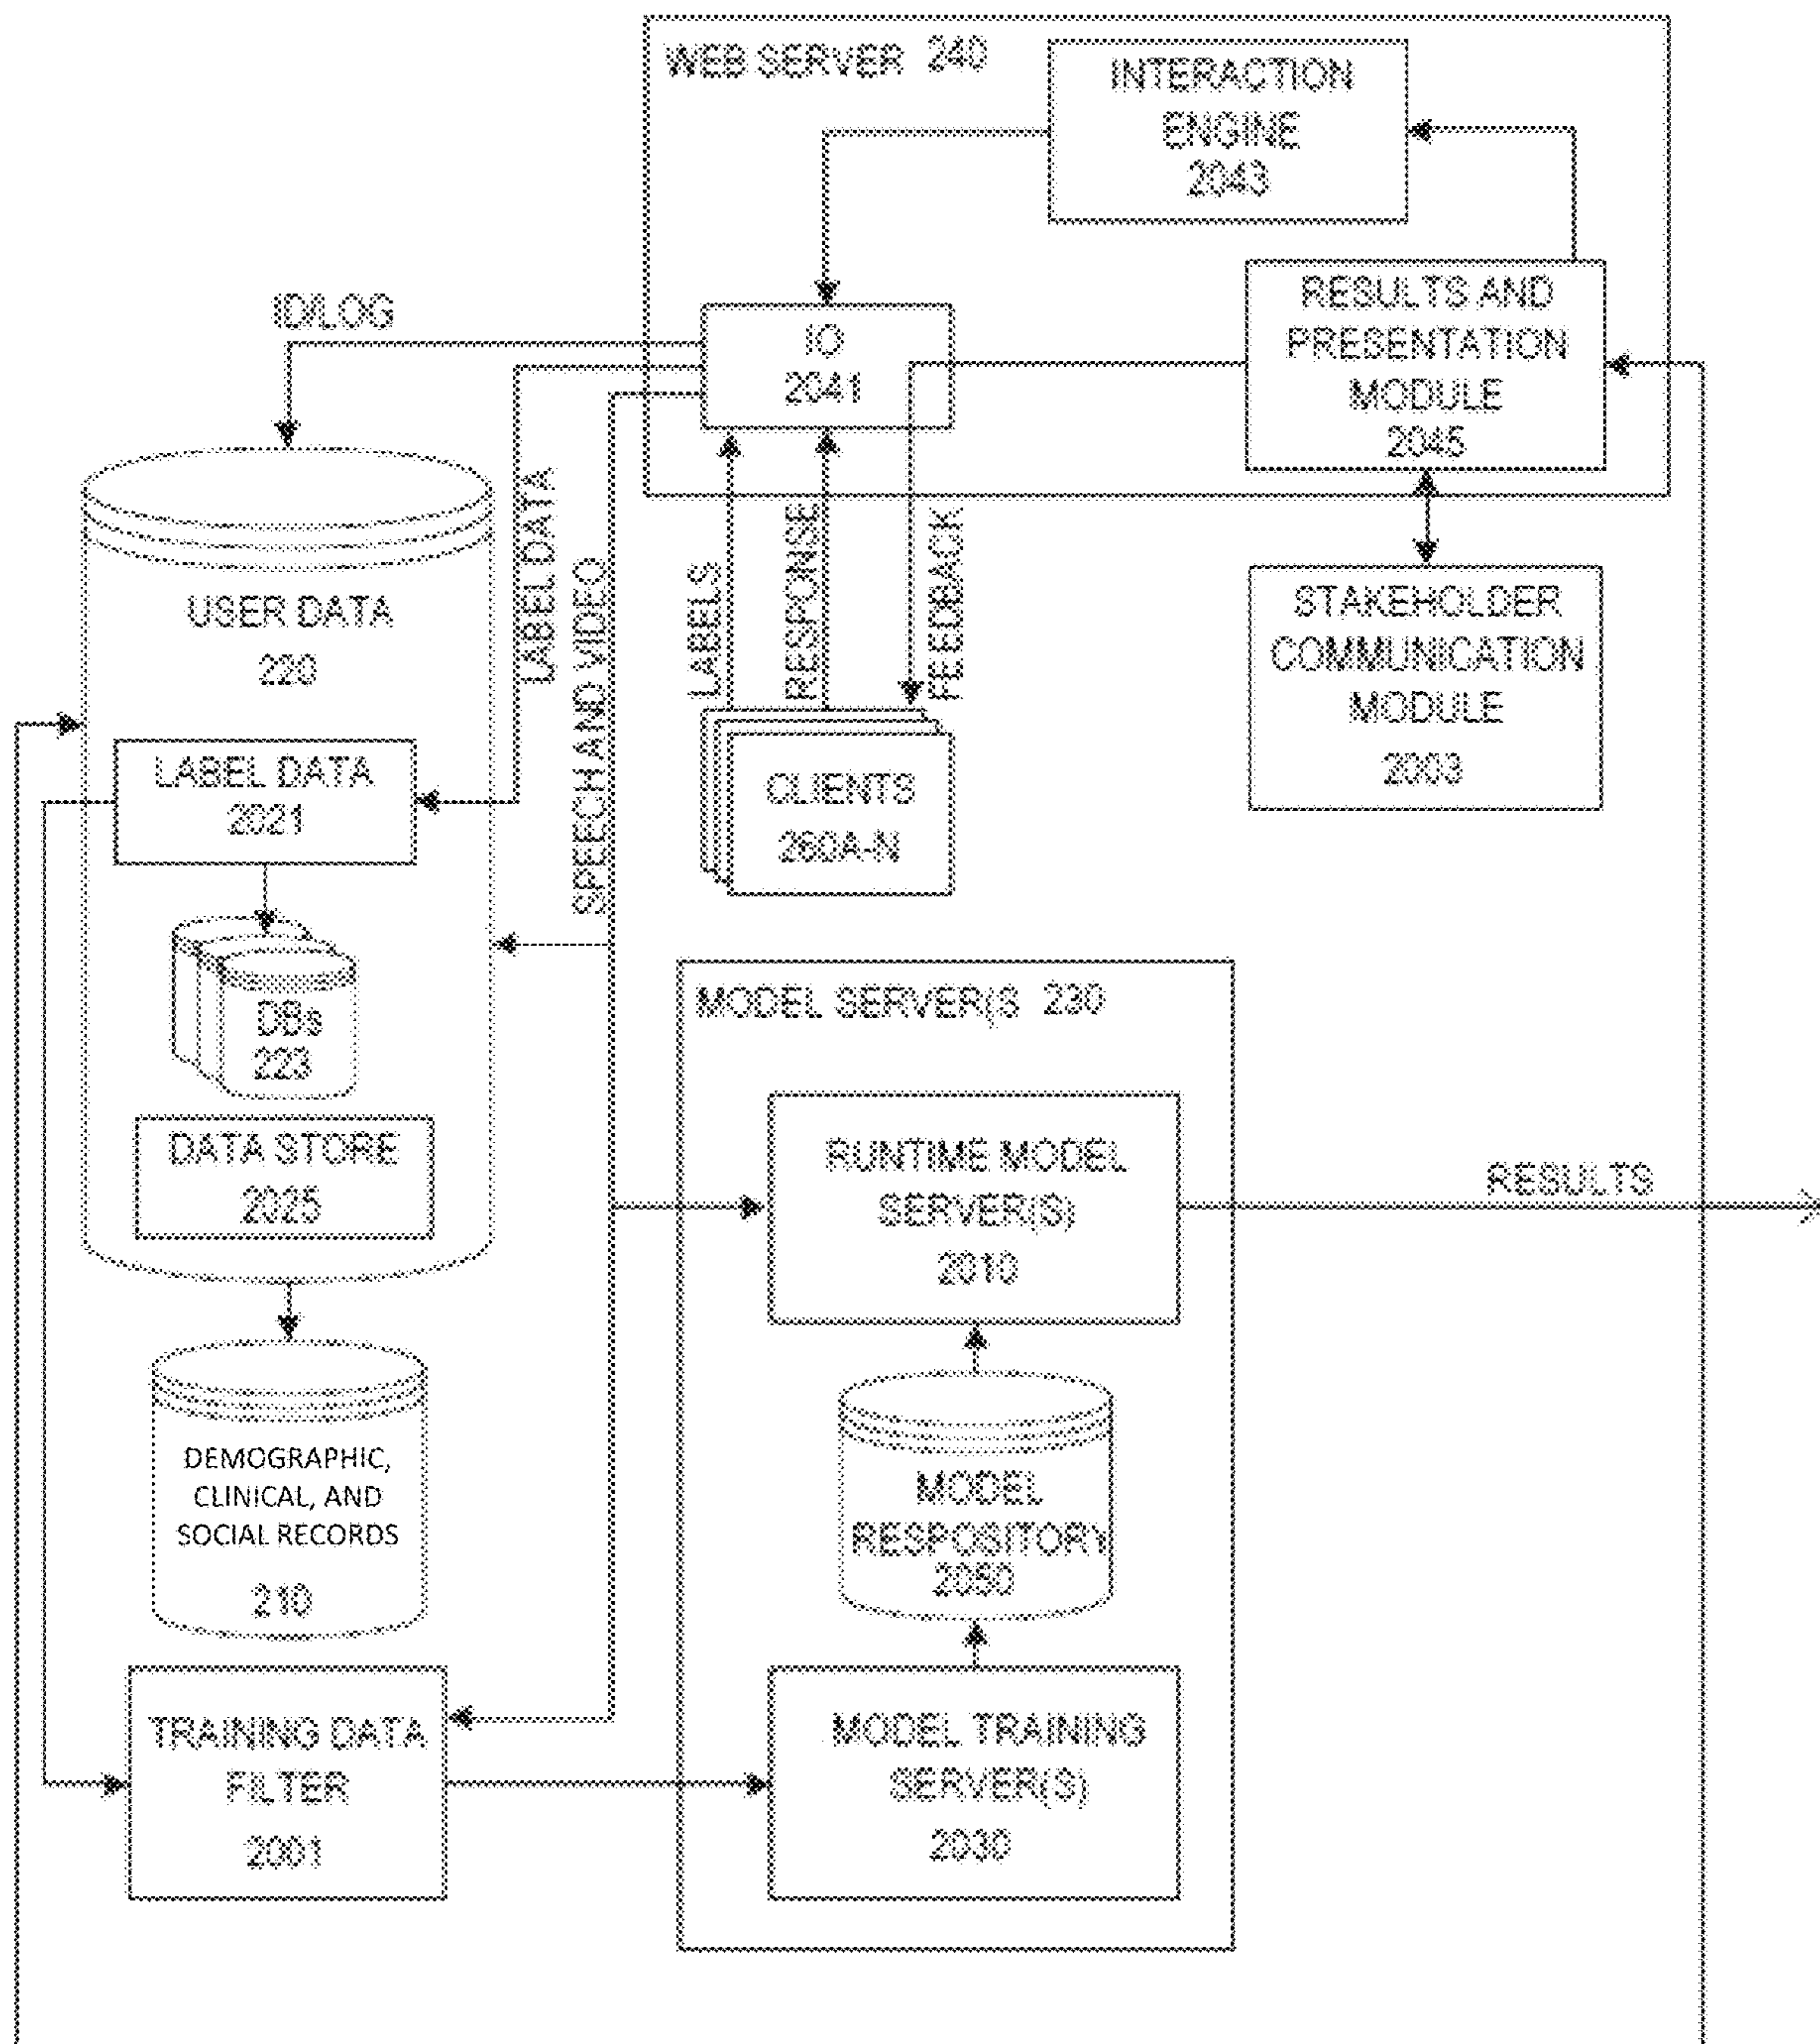 WEB SERVER 240
INTERACTION
ENGINE
2043
ID/LOG
IO
2041
RESULTS AND
PRESENTATION
MODULE
2045
LABEL DATA
SPEECH AND VIDEO
LABELS
RESPONSE
FEEDBACK
USER DATA
220
STAKEHOLDER
COMMUNICATION
MODULE
2003
LABEL DATA
2021
CLIENTS
260A-N
DBs
223
MODEL SERVER(S 230
DATA STORE
2025
RUNTIME MODEL
SERVER(S)
2010
RESULTS
DEMOGRAPHIC,
CLINICAL, AND
SOCIAL RECORDS
210
MODEL
RESPOSITORY
2050
TRAINING DATA
FILTER
2001
MODEL TRAINING
SERVER(S)
2030